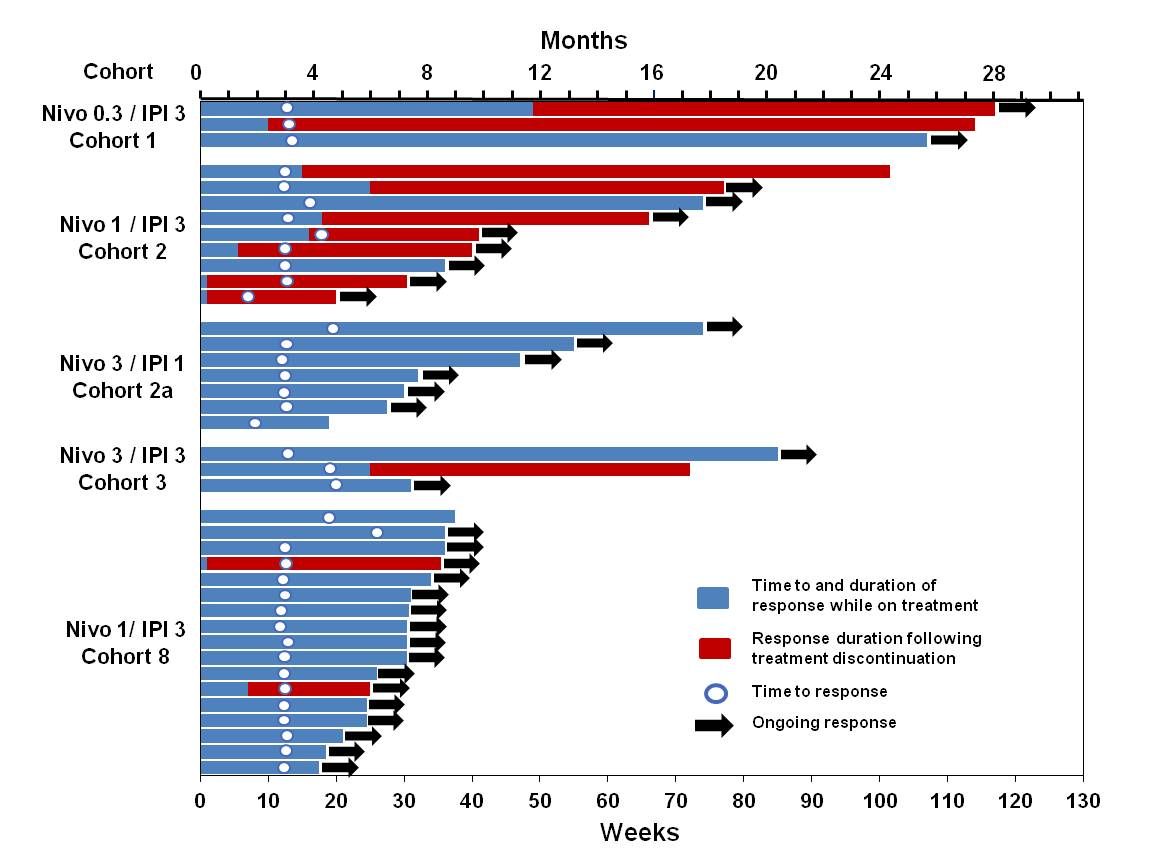 Months
Cohort
0 4 8 12 16 20 24 28
Nivo 0.3 / IPI 3
Cohort 1
Nivo 1 / IPI 3
Cohort 2
Nivo 3 / IPI 1
Cohort 2a
Nivo 3 / IPI 3
Cohort 3
Nivo 1/ IPI 3
Cohort 8
Time to and duration of
response while on treatment
Response duration following
treatment discontinuation
Time to response
Ongoing response
0 10 20 30 40 50 60 70 80 90 100 110 120 130
Weeks